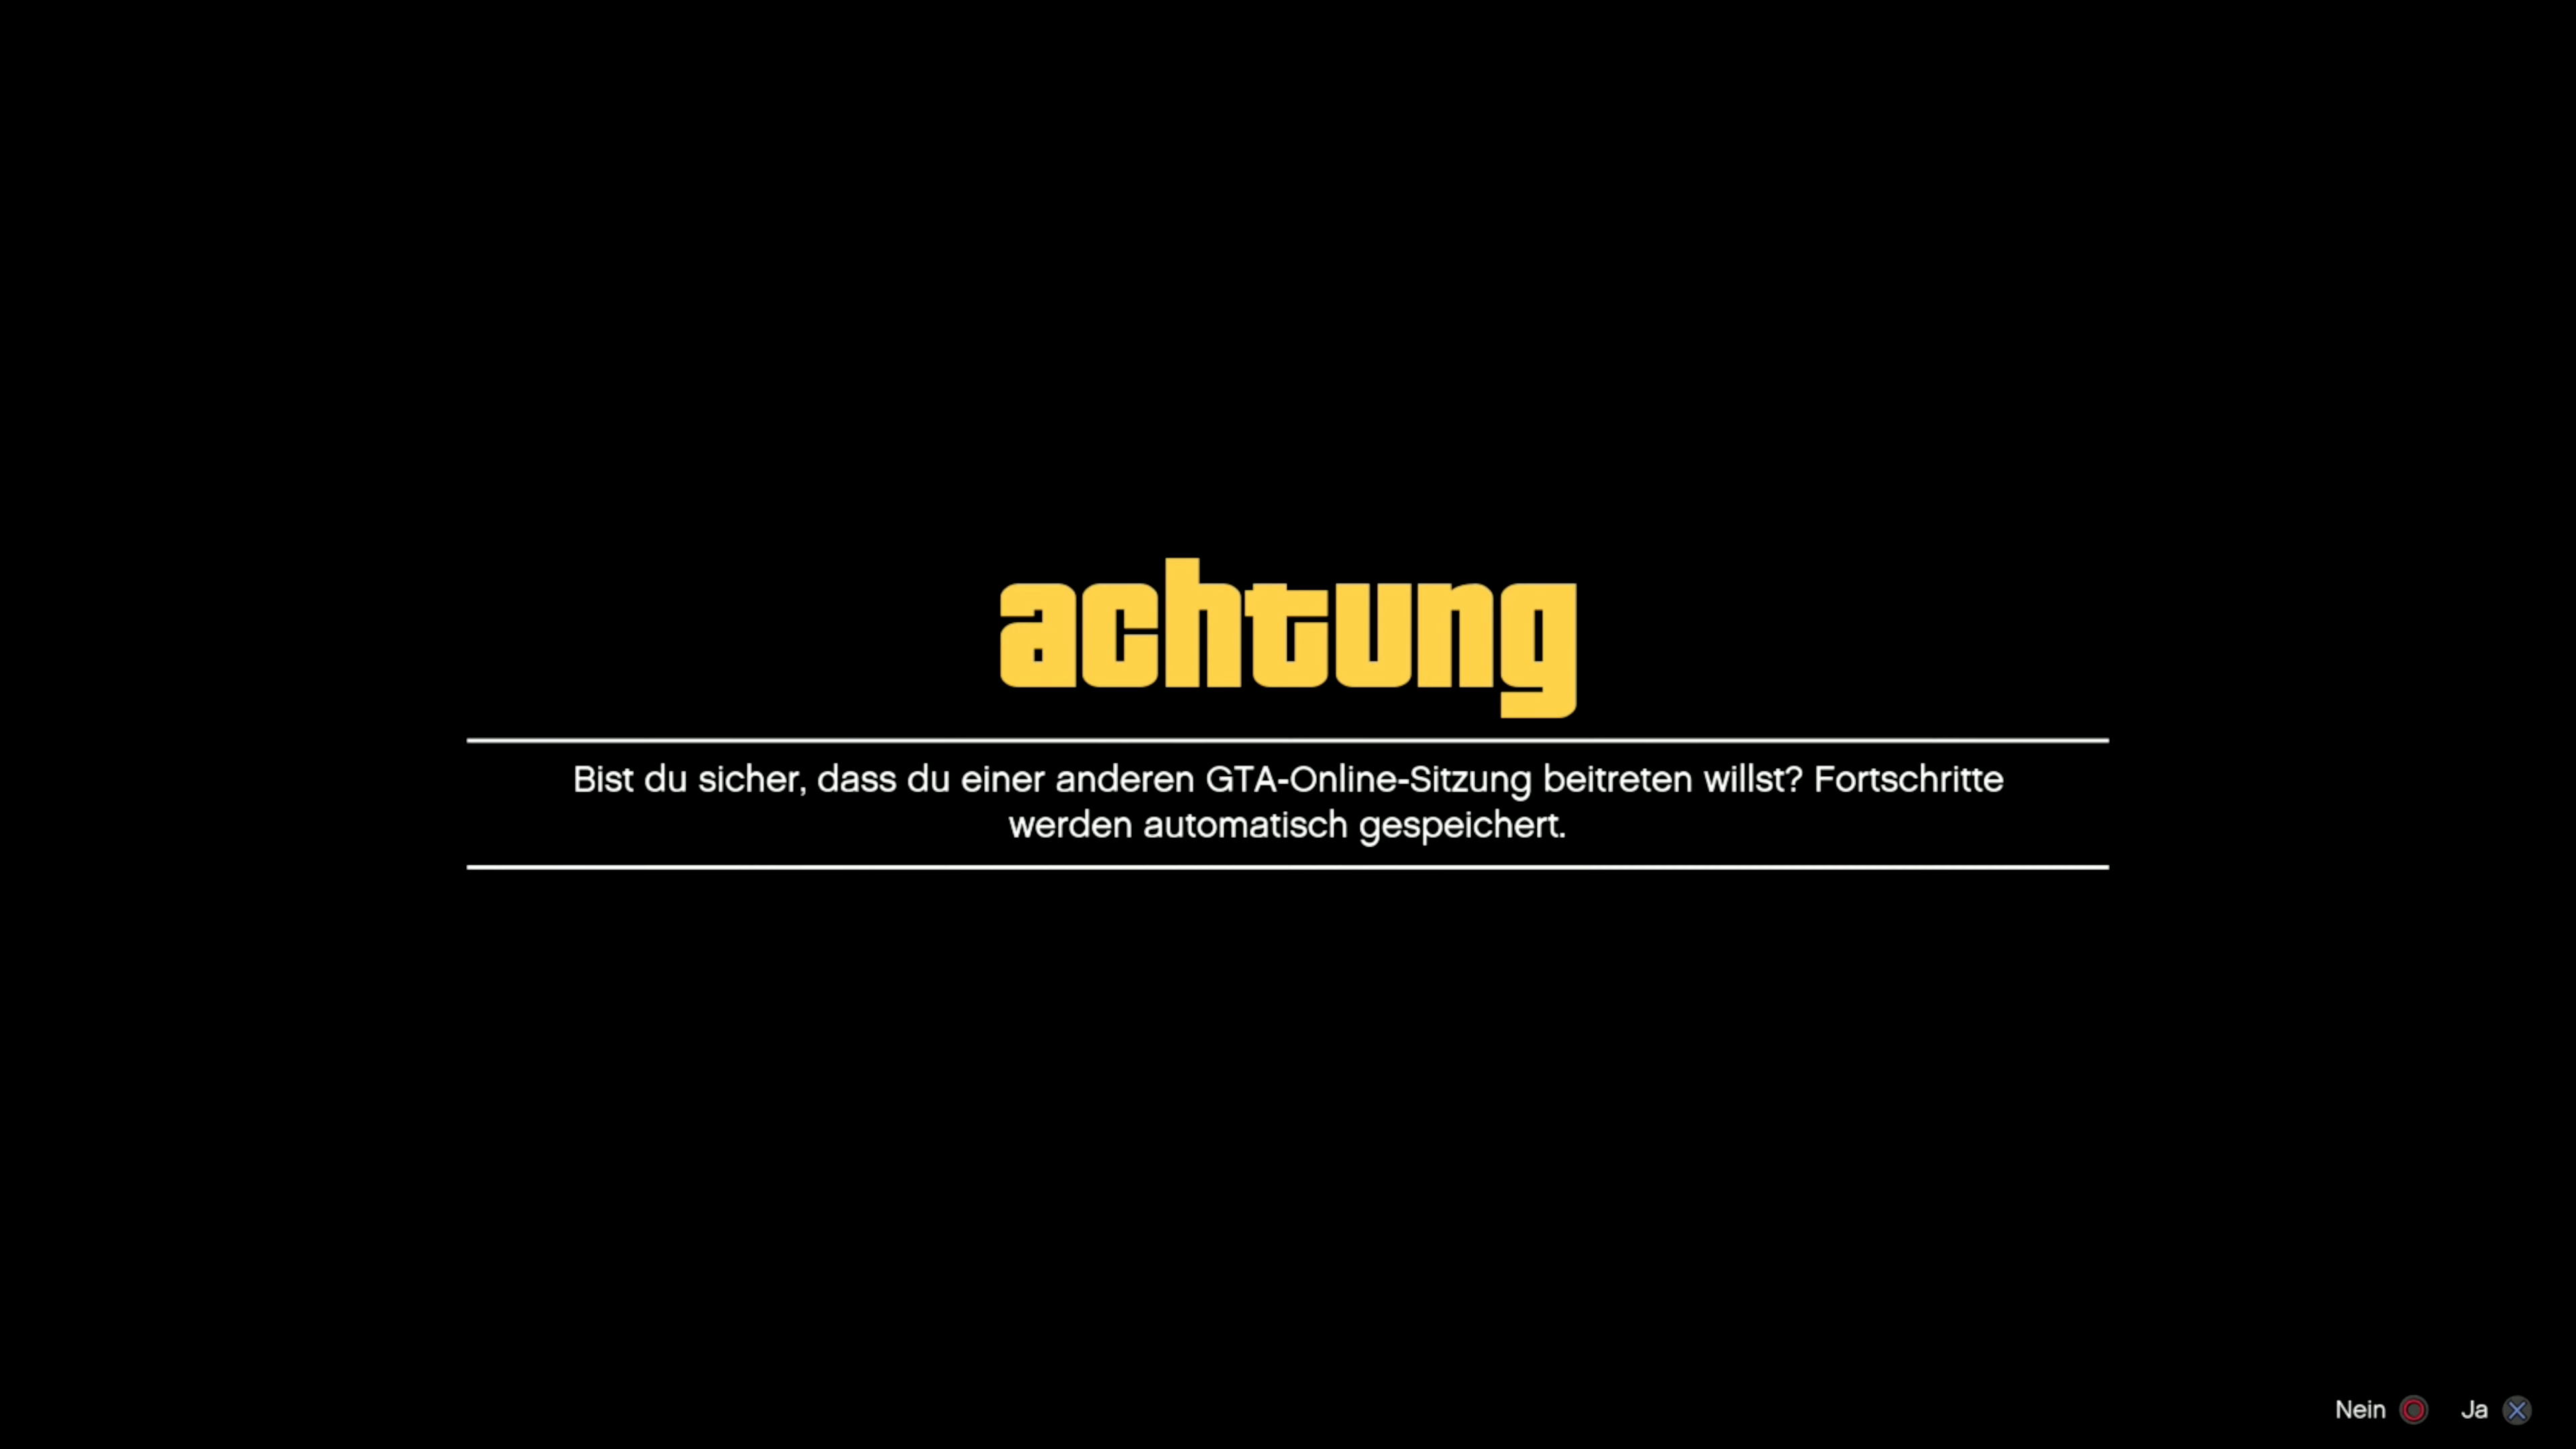 achtung
Bist du sicher, dass du einer anderen GTA-Online-Sitzung beitreten willst? Fortschritte
werden automatisch gespeichert.
Nein Ja